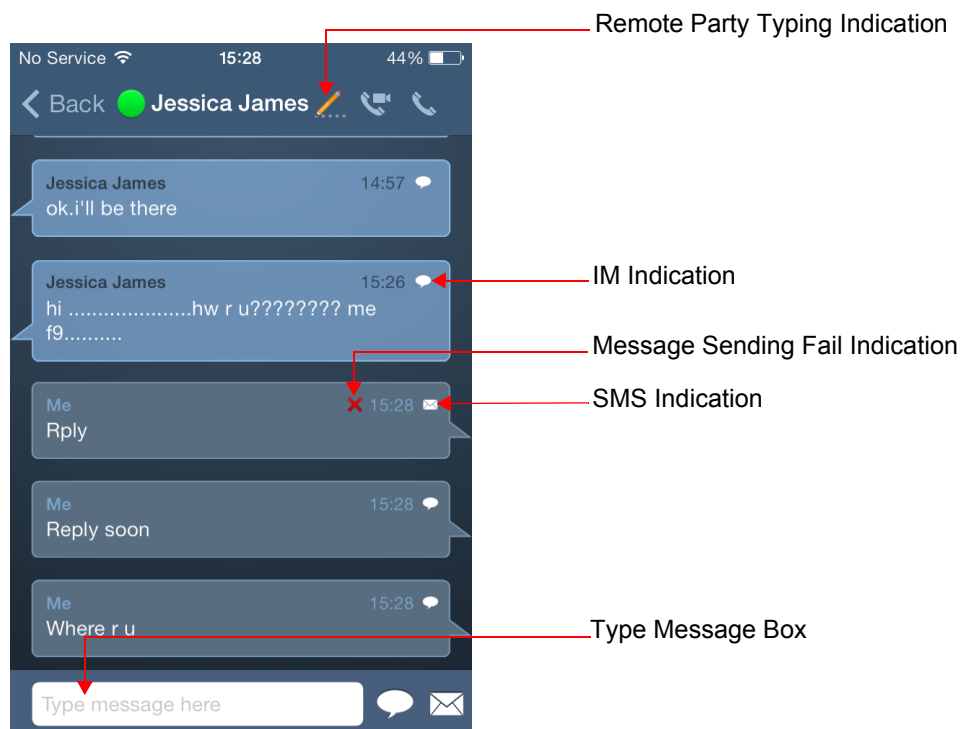 Remote Party Typing Indication
No Service 15:28 44%
Back Jessica James
Jessica James 14:57
ok.i'll be there
Jessica James 15:26
IM Indication
hi .....................hw r u???????? me
f9..........
Message Sending Fail Indication
Me 15:28
SMS Indication
Rply
Me 15:28
Reply soon
Me 15:28
Where r u
Type Message Box
Type message here